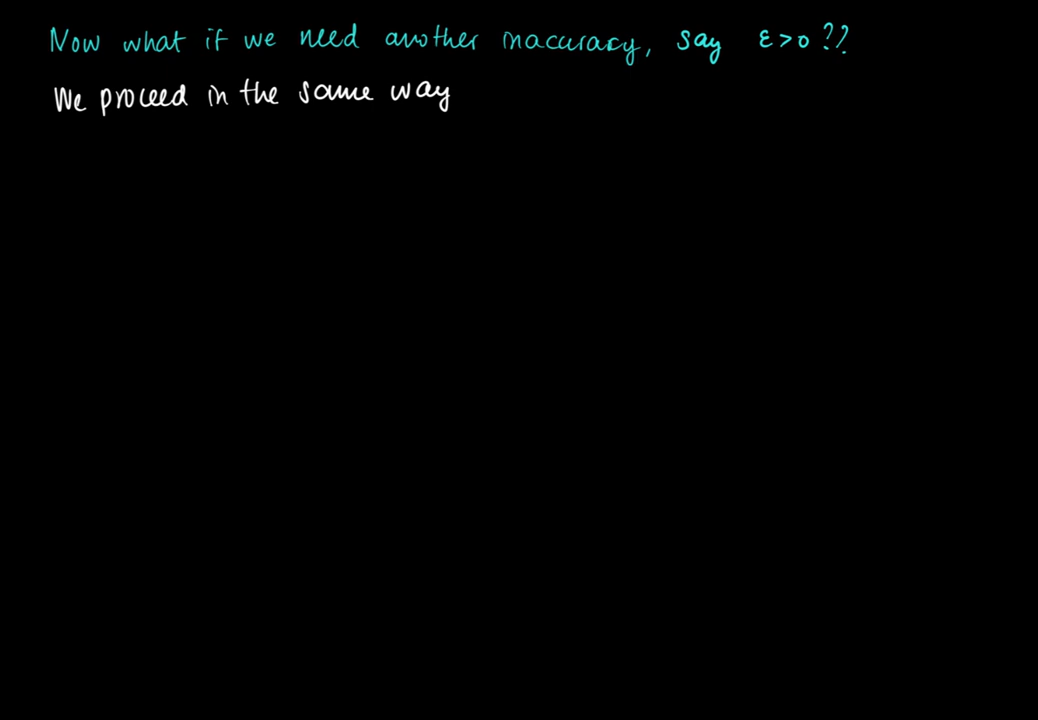 Now what if we need another inaccuracy, say ε>0??
We proceed in the same way